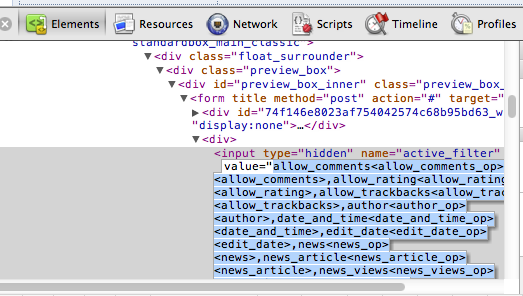 Elements Resources Network Scripts Timeline Profiles
standardbox_main_classic">
▼<div class="float_surrounder">
▼<div class="preview_box">
▼<div id="preview_box_inner" class="preview_box_
▼<form title method="post" action="#" target="
▶<div id="74f146e8023af754042574c68b95bd63_w
"display:none">…</div>
▼<div>
<input type="hidden" name="active_filter"
value="allow_comments<allow_comments_op>
<allow_comments>,allow_rating<allow_rating
<allow_rating>,allow_trackbacks<allow_trac
<allow_trackbacks>,author<author_op>
<author>,date_and_time<date_and_time_op>
<date_and_time>,edit_date<edit_date_op>
<edit_date>,news<news_op>
<news>,news_article<news_article_op>
<news_article>,news_views<news_views_op>